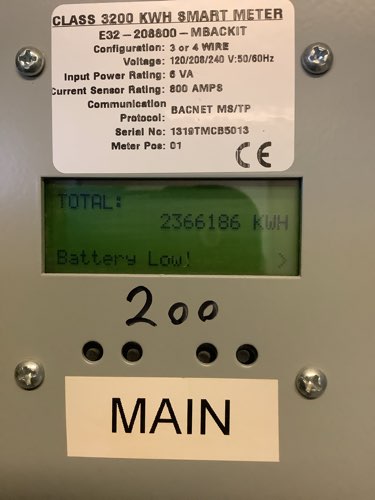 CLASS 3200 KWH SMART METER
E32-208800-MBACKIT
Configuration: 3 or 4 WIRE
Voltage: 120/208/240 V:50/60Hz
Input Power Rating: 6 VA
Current Sensor Rating: 800 AMPS
Communication Protocol: BACNET MS/TP
Serial No: 1319TMCB5013
Meter Pos: 01
CE
TOTAL:
2366186 KWH
Battery Low! >
200
MAIN